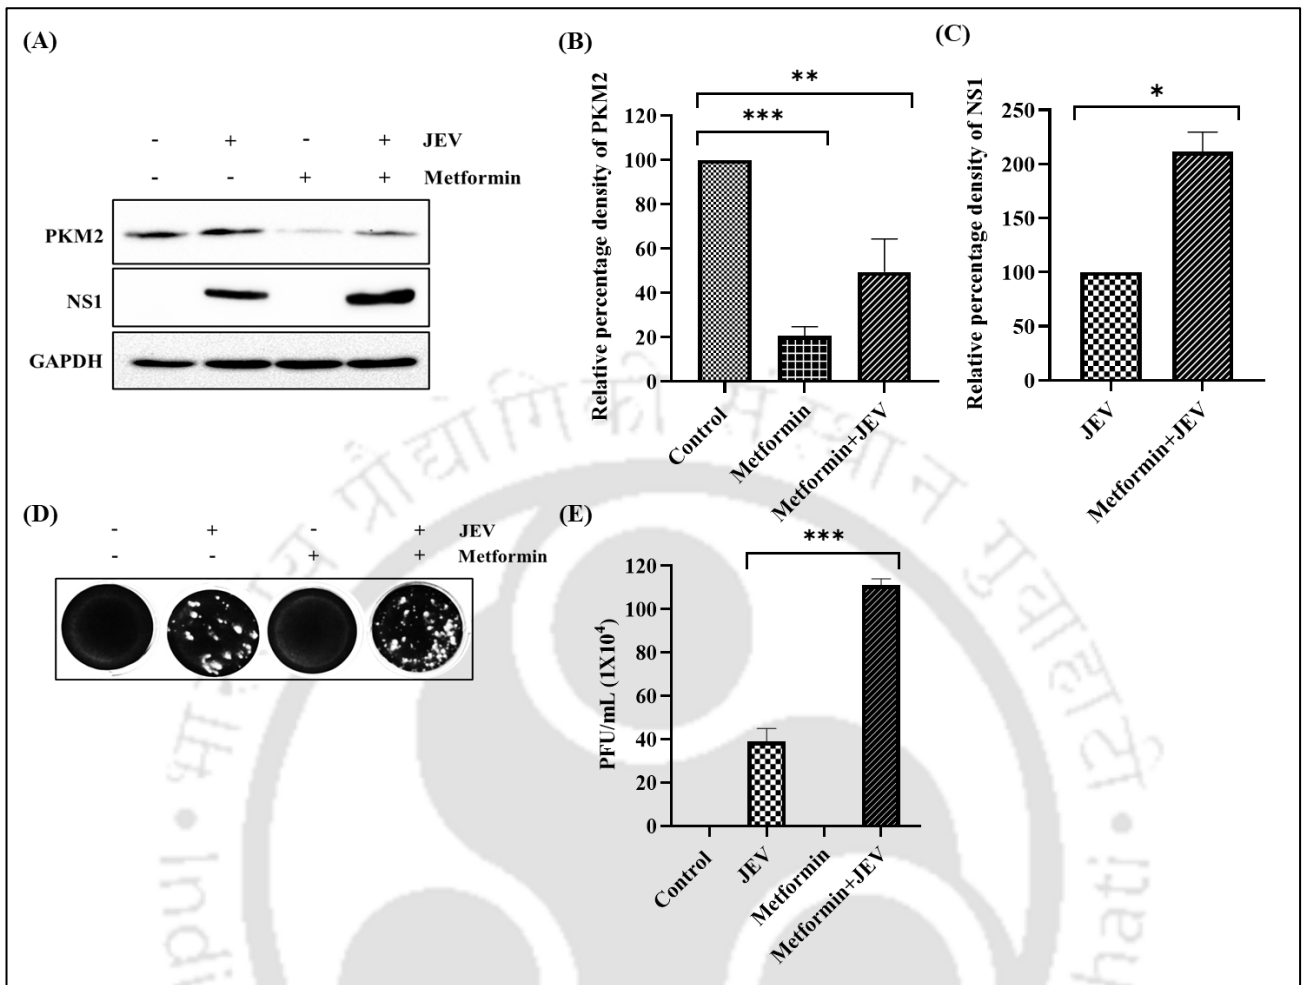 (A)
- + - + JEV
- - + + Metformin
PKM2
NS1
GAPDH
(B)
Relative percentage density of PKM2
**
***
120
100
80
60
40
20
0
Control
Metformin
Metformin+JEV
(C)
Relative percentage density of NS1
*
250
200
150
100
50
0
JEV
Metformin+JEV
(D)
- + - + JEV
- - + + Metformin
(E)
PFU/mL (1X10⁴)
***
120
100
80
60
40
20
0
Control
JEV
Metformin
Metformin+JEV
भारतीय प्रौद्योगिकी संस्थान गुवाहाटी